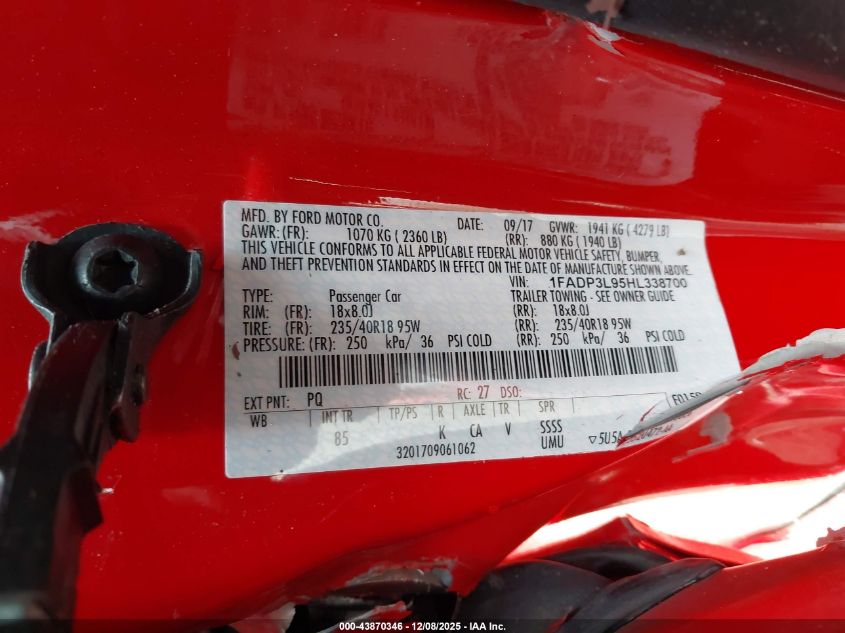 MFD. BY FORD MOTOR CO. DATE: 09/17 GVWR: 1941 KG ( 4279 LB)
GAWR: (FR): 1070 KG ( 2360 LB) (RR): 880 KG ( 1940 LB)
THIS VEHICLE CONFORMS TO ALL APPLICABLE FEDERAL MOTOR VEHICLE SAFETY, BUMPER,
AND THEFT PREVENTION STANDARDS IN EFFECT ON THE DATE OF MANUFACTURE SHOWN ABOVE.
VIN: 1FADP3L95HL338700
TYPE: Passenger Car TRAILER TOWING - SEE OWNER GUIDE
RIM: (FR): 18x8.0J (RR): 18x8.0J
TIRE: (FR): 235/40R18 95W (RR): 235/40R18 95W
PRESSURE: (FR): 250 kPa/ 36 PSI COLD (RR): 250 kPa/ 36 PSI COLD
EXT PNT: PQ RC: 27 DSO:
WB INT TR TP/PS R AXLE TR SPR
85 K CA V SSSS
3201709061062 UMU ▽5U5A
000-43870346 • 12/08/2025 • IAA Inc.